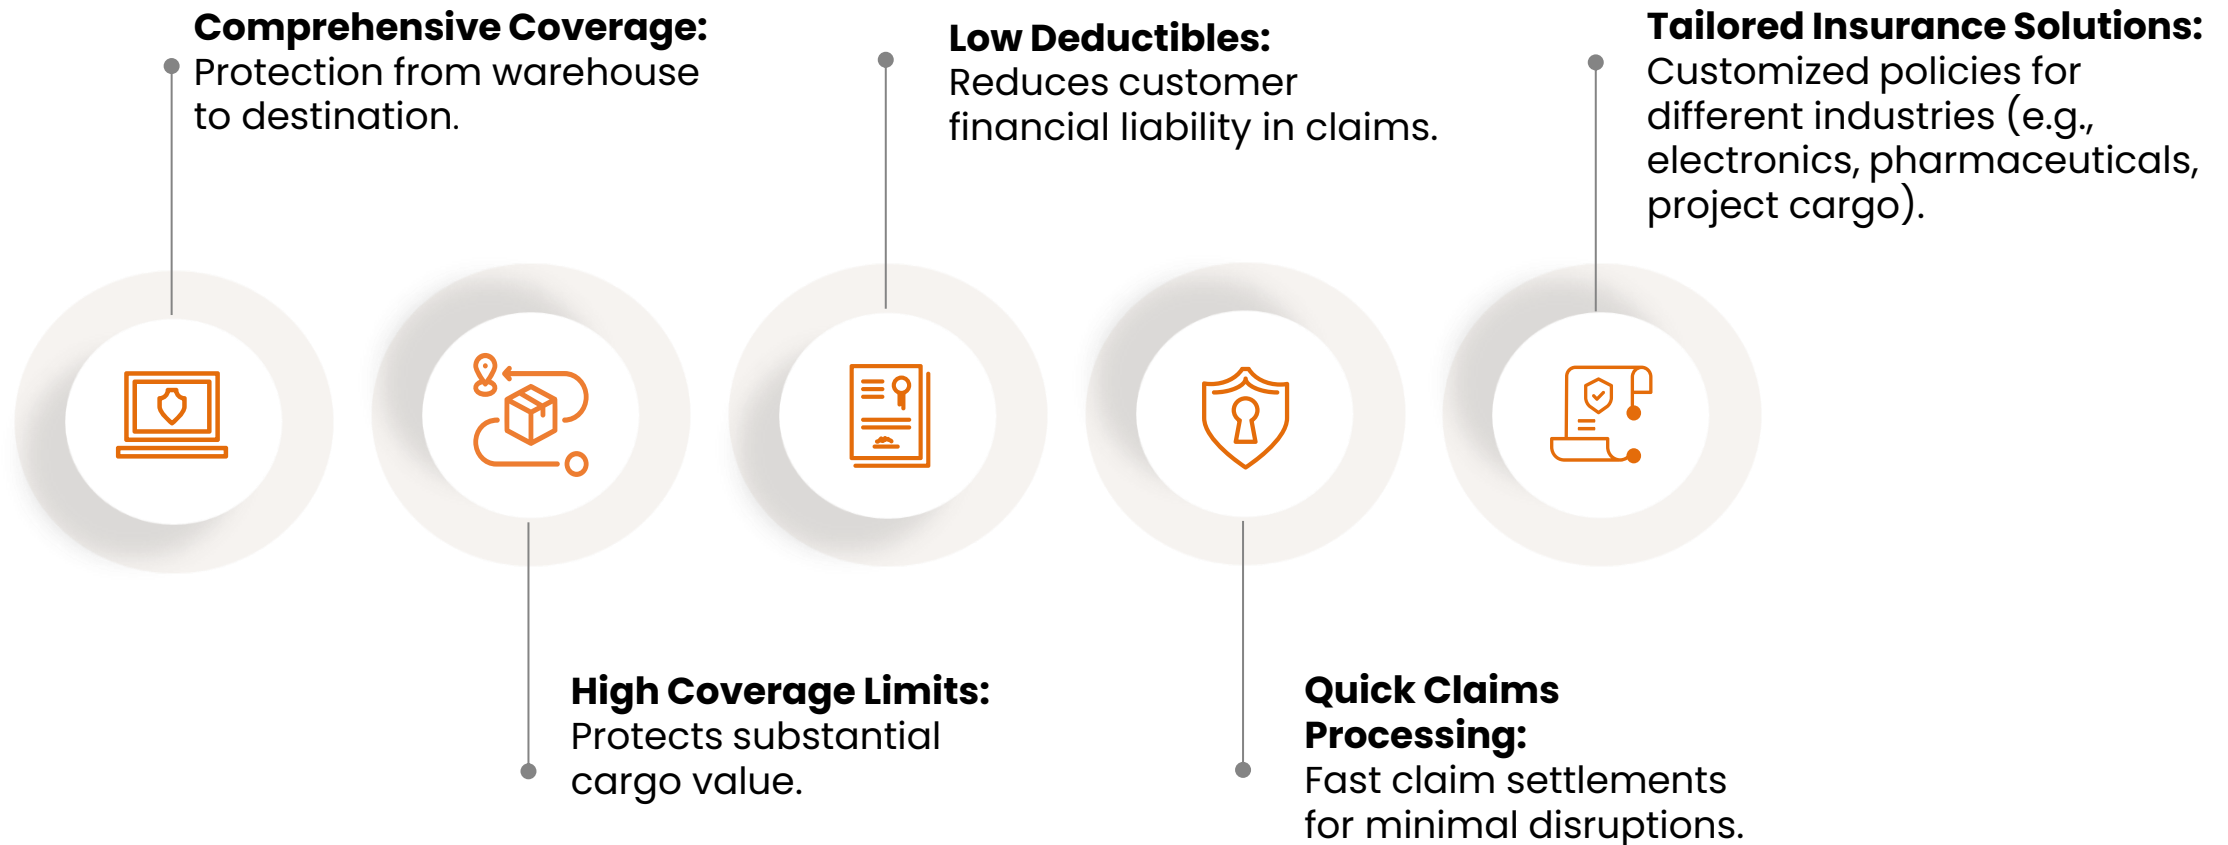 Comprehensive Coverage:
Protection from warehouse
to destination.
High Coverage Limits:
Protects substantial
cargo value.
Low Deductibles:
Reduces customer
financial liability in claims.
Quick Claims
Processing:
Fast claim settlements
for minimal disruptions.
Tailored Insurance Solutions:
Customized policies for
different industries (e.g.,
electronics, pharmaceuticals,
project cargo).